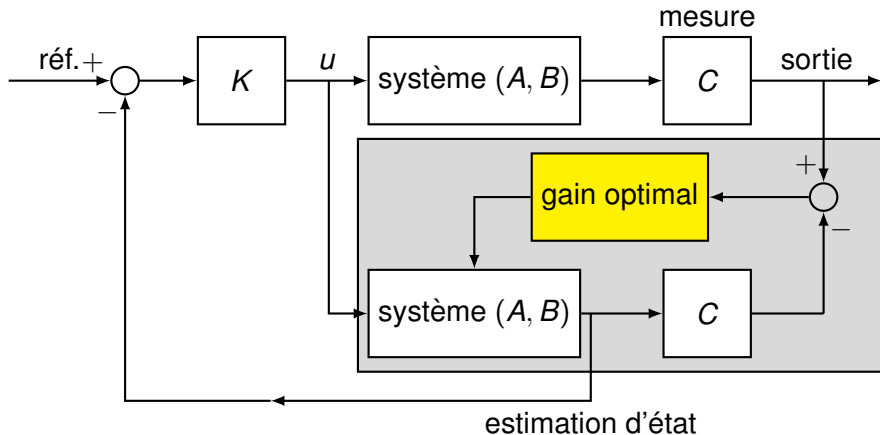 mesure
réf. +
−
K
u
système (A, B)
C
sortie
+
−
gain optimal
système (A, B)
C
estimation d'état